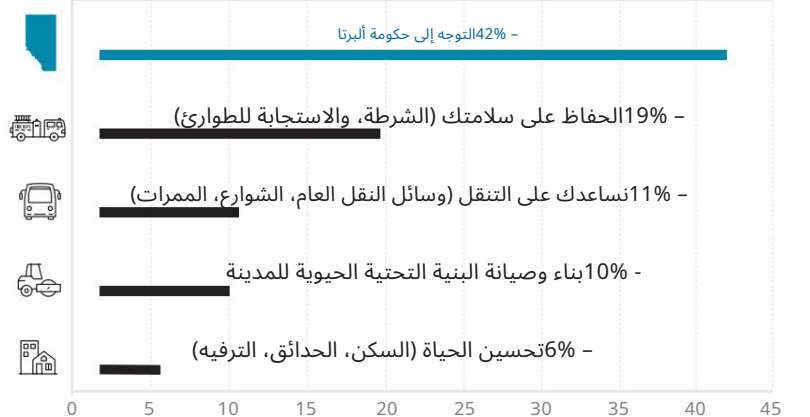 – 42%التوجه إلى حكومة ألبرتا
– 19%الحفاظ على سلامتك (الشرطة، والاستجابة للطوارئ)
– 11%نساعدك على التنقل (وسائل النقل العام، الشوارع، الممرات)
- 10%بناء وصيانة البنية التحتية الحيوية للمدينة
– 6%تحسين الحياة (السكن، الحدائق، الترفيه)
0 5 10 15 20 25 30 35 40 45